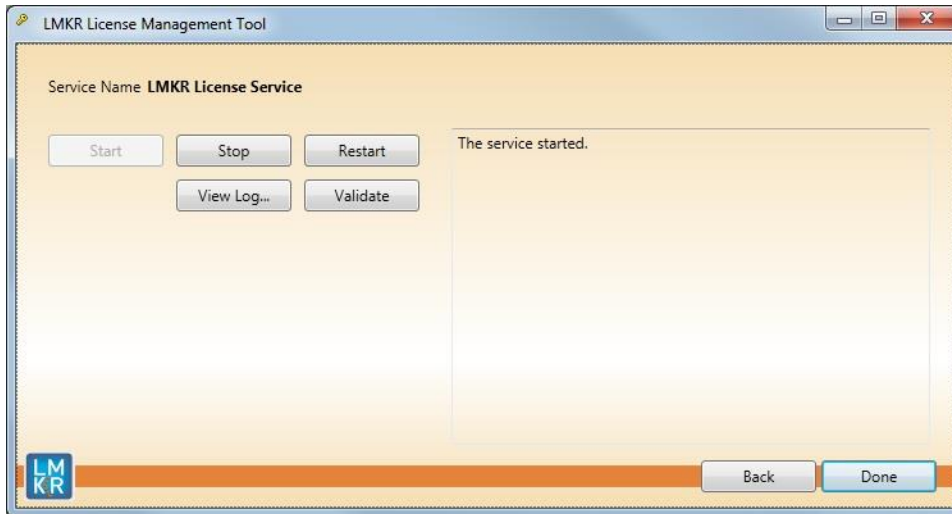 LMKR License Management Tool
Service Name LMKR License Service
Start Stop Restart
The service started.
View Log... Validate
LM
KR
Back Done